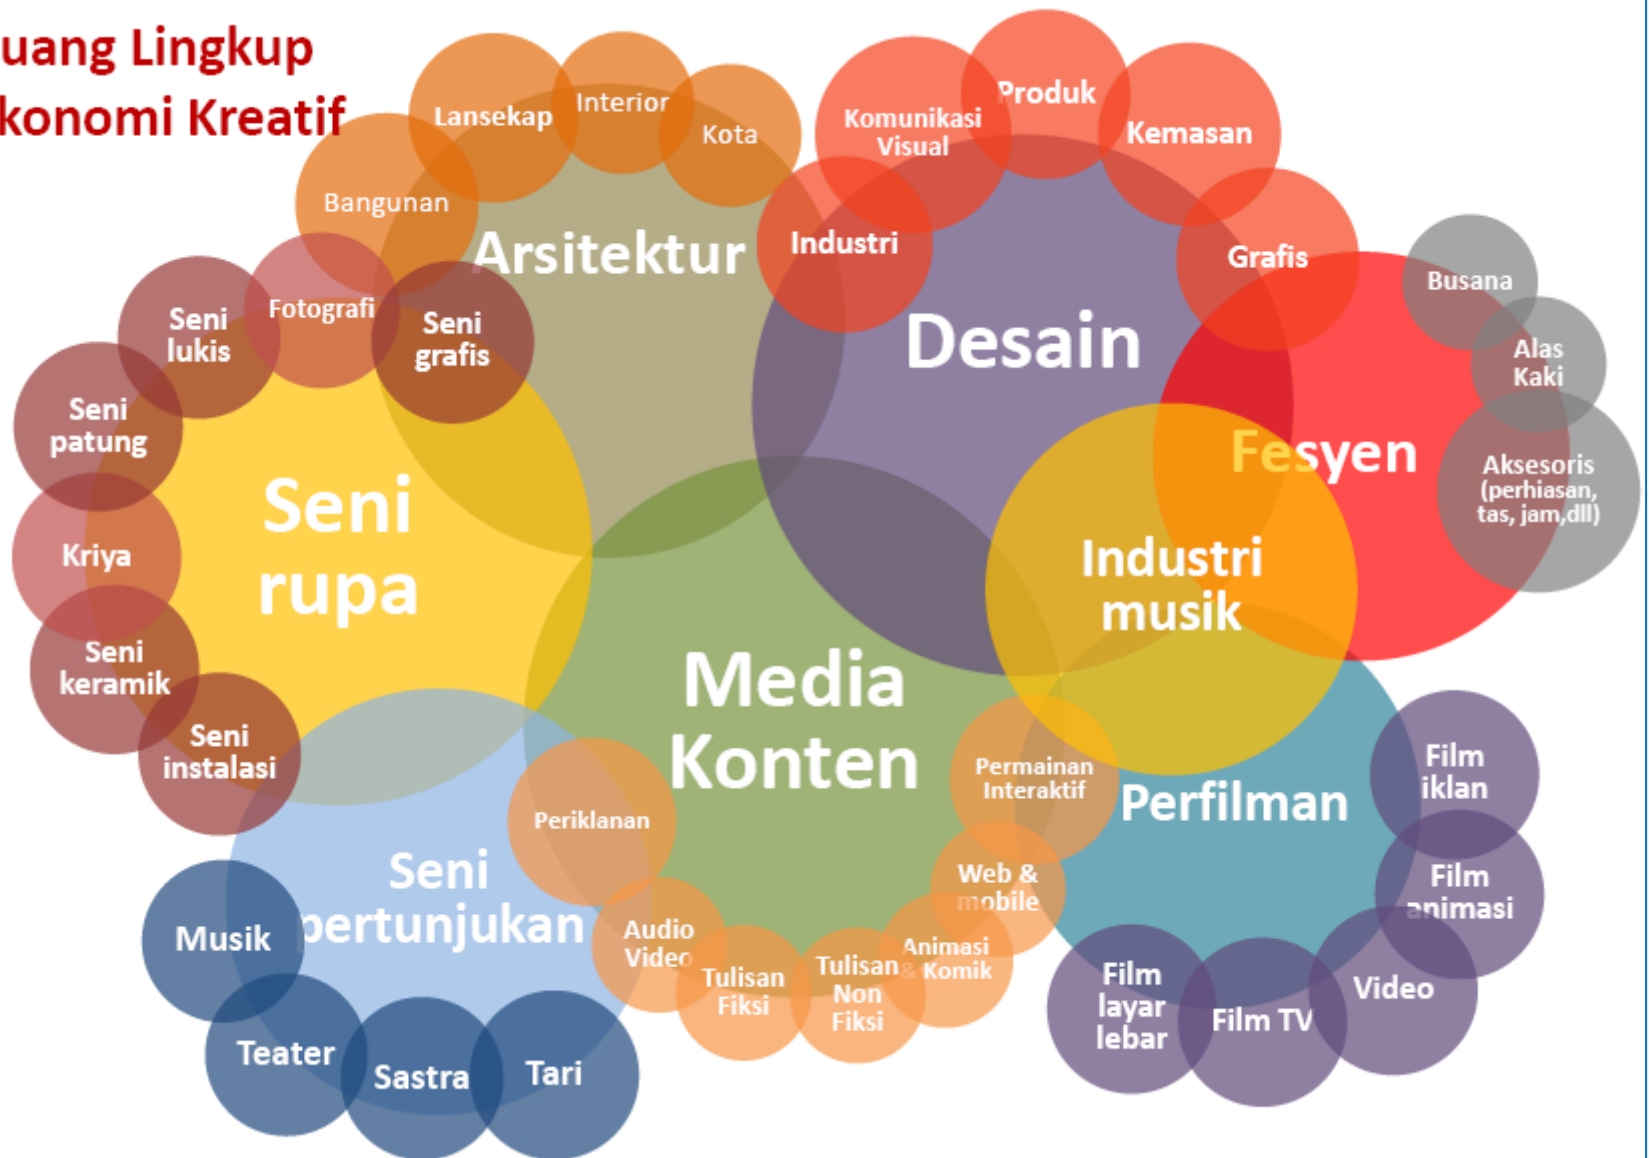 uang Lingkup
konomi Kreatif
Lansekap
Interior
Kota
Bangunan
Arsitektur
Komunikasi
Visual
Produk
Kemasan
Industri
Grafis
Desain
Busana
Alas
Kaki
Aksesoris
(perhiasan,
tas, jam,dll)
Fesyen
Seni
lukis
Fotografi
Seni
grafis
Seni
patung
Kriya
Seni
keramik
Seni
instalasi
Seni
rupa
Industri
musik
Media
Konten
Permainan
Interaktif
Web &
mobile
Animasi
& Komik
Tulisan
Non
Fiksi
Tulisan
Fiksi
Audio
Video
Periklanan
Perfilman
Film
iklan
Film
animasi
Video
Film TV
Film
layar
lebar
Seni
pertunjukan
Musik
Teater
Sastra
Tari